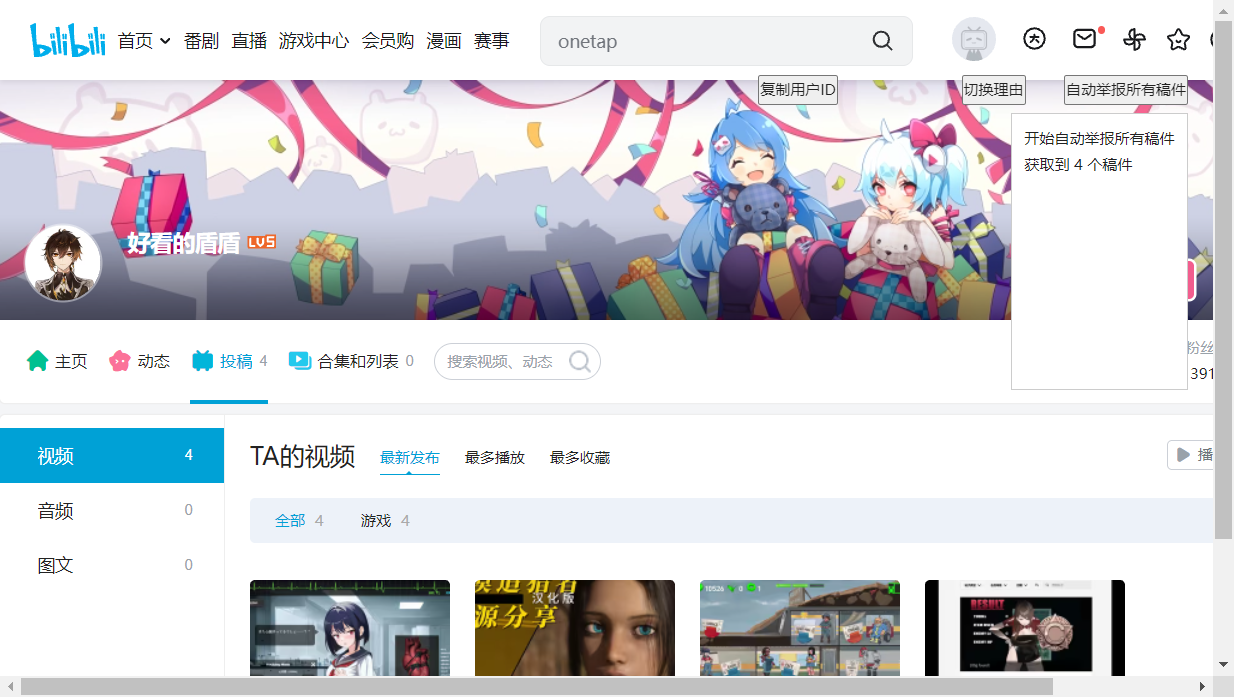 bilibili 首页 番剧 直播 游戏中心 会员购 漫画 赛事 onetap
复制用户ID 切换理由 自动举报所有稿件
开始自动举报所有稿件
获取到 4 个稿件
好看的盾盾 LV5
主页 动态 投稿 4 合集和列表 0 搜索视频、动态
粉丝
391
视频 4
音频 0
图文 0
TA的视频 最新发布 最多播放 最多收藏 播
全部 4 游戏 4
汉化版
源分享
10526 0 1
RESULT